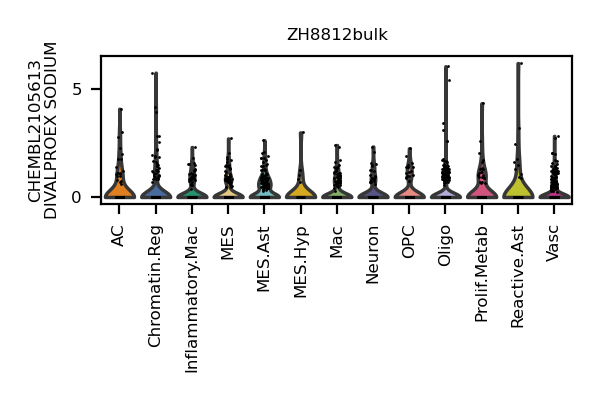 ZH8812bulk
CHEMBL2105613
DIVALPROEX SODIUM
5
0
AC
Chromatin.Reg
Inflammatory.Mac
MES
MES.Ast
MES.Hyp
Mac
Neuron
OPC
Oligo
Prolif.Metab
Reactive.Ast
Vasc